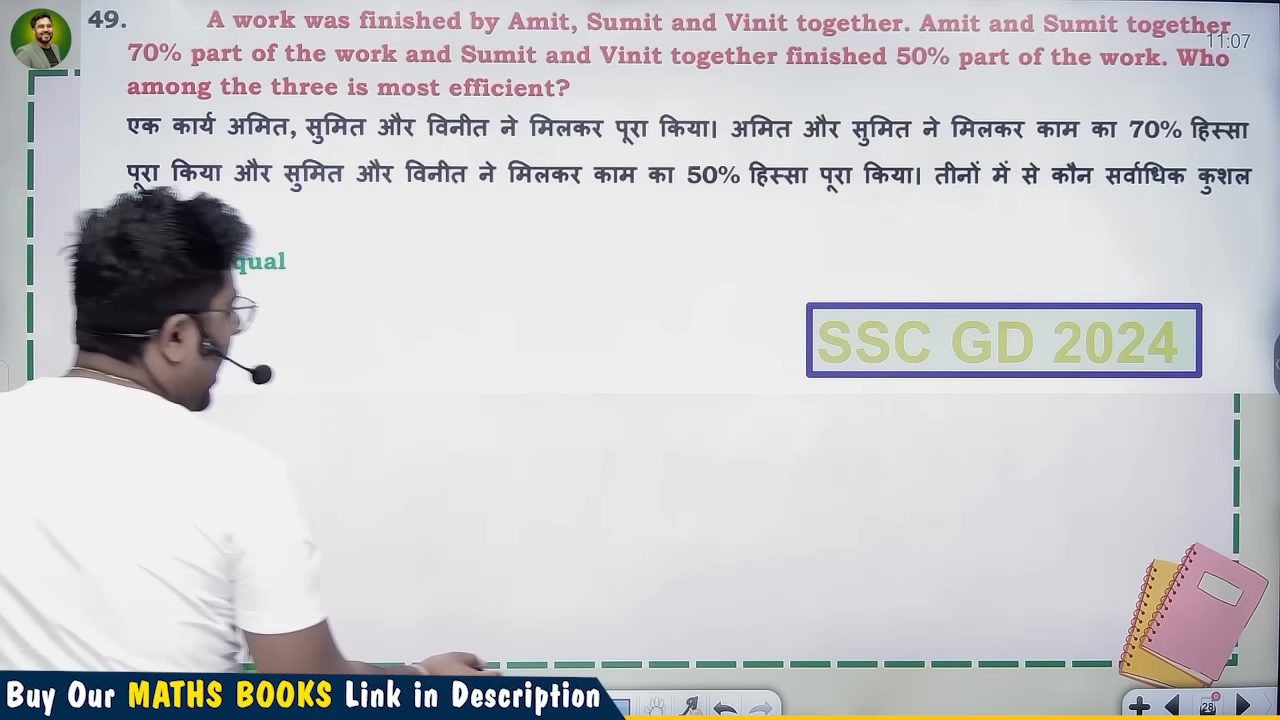 49. A work was finished by Amit, Sumit and Vinit together. Amit and Sumit together
11:07
70% part of the work and Sumit and Vinit together finished 50% part of the work. Who
among the three is most efficient?
एक कार्य अमित, सुमित और विनीत ने मिलकर पूरा किया। अमित और सुमित ने मिलकर काम का 70% हिस्सा
पूरा किया और सुमित और विनीत ने मिलकर काम का 50% हिस्सा पूरा किया। तीनों में से कौन सर्वाधिक कुशल
SSC GD 2024
Buy Our MATHS BOOKS Link in Description
28